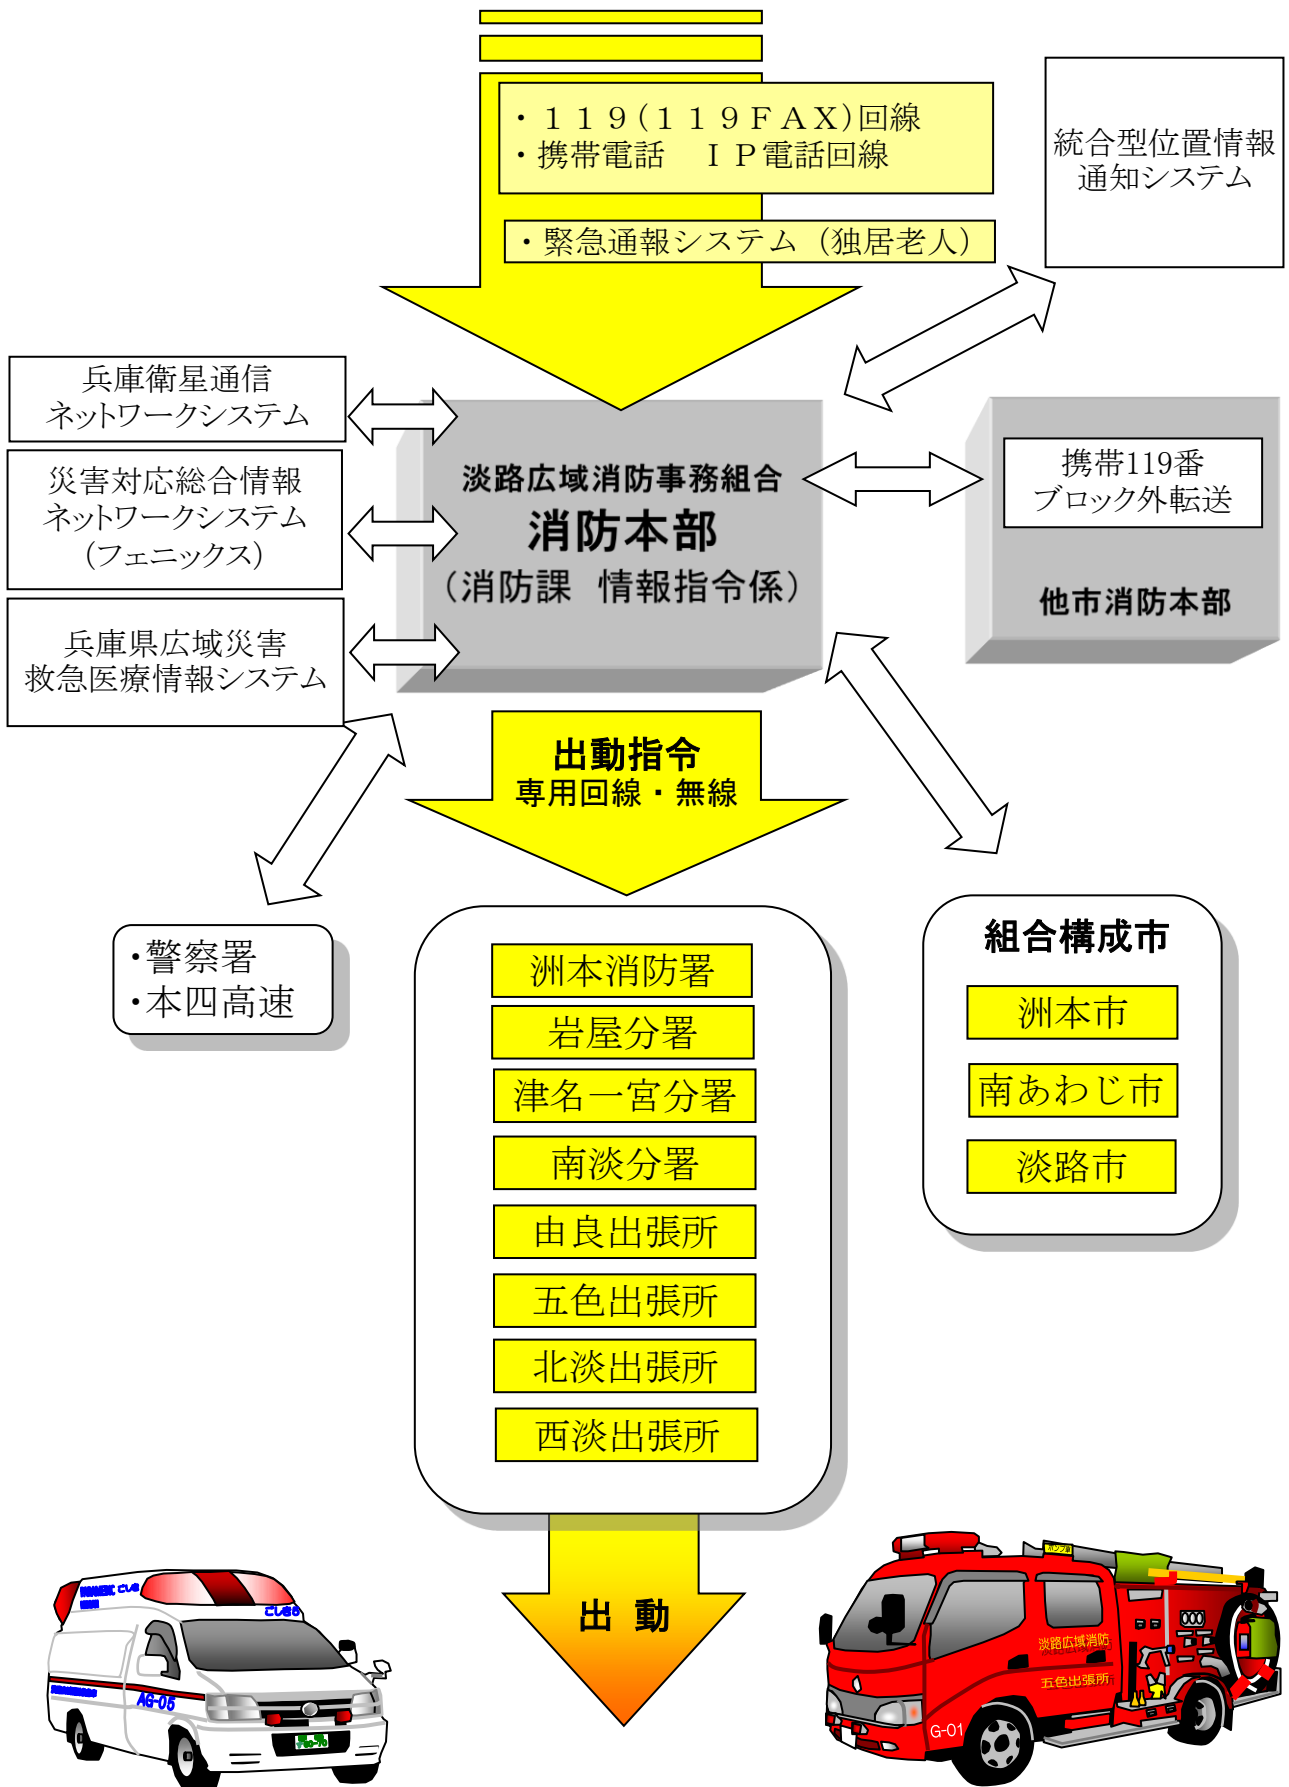 ・１１９(１１９ＦＡＸ)回線
・携帯電話　ＩＰ電話回線
・緊急通報システム（独居老人）
統合型位置情報
通知システム
兵庫衛星通信
ネットワークシステム
災害対応総合情報
ネットワークシステム
（フェニックス）
兵庫県広域災害
救急医療情報システム
淡路広域消防事務組合
消防本部
（消防課　情報指令係）
携帯119番
ブロック外転送
他市消防本部
出動指令
専用回線・無線
・警察署
・本四高速
洲本消防署
岩屋分署
津名一宮分署
南淡分署
由良出張所
五色出張所
北淡出張所
西淡出張所
組合構成市
洲本市
南あわじ市
淡路市
出 動
AG-05
ポンプ車
淡路広域消防
五色出張所
G-01